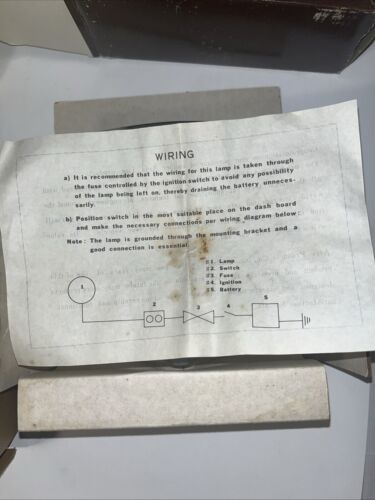 WIRING
a) It is recommended that the wiring for this lamp is taken through
the fuse controlled by the ignition switch to avoid any possibility
of the lamp being left on, thereby draining the battery unneces-
sarily.
b) Position switch in the most suitable place on the dash board
and make the necessary connections per wiring diagram below:
Note: The lamp is grounded through the mounting bracket and a
good connection is essential.
#1. Lamp
#2. Switch
#3. Fuse
#4. Ignition
#5. Battery
1. 2 3 4 5